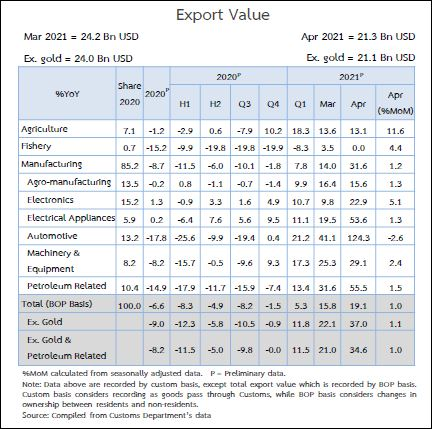 Export Value
Mar 2021 = 24.2 Bn USD Apr 2021 = 21.3 Bn USD
Ex. gold = 24.0 Bn USD Ex. gold = 21.1 Bn USD
%YoY Share 2020 2020P 2020P 2021P
H1 H2 Q3 Q4 Q1 Mar Apr Apr (%MoM)
Agriculture 7.1 -1.2 -2.9 0.6 -7.9 10.2 18.3 13.6 13.1 11.6
Fishery 0.7 -15.2 -9.9 -19.8 -19.8 -19.9 -8.3 3.5 0.0 4.4
Manufacturing 85.2 -8.7 -11.5 -6.0 -10.1 -1.8 7.8 14.0 31.6 1.2
Agro-manufacturing 13.5 -0.2 0.8 -1.1 -0.7 -1.4 9.9 16.4 15.6 1.3
Electronics 15.2 1.3 -0.9 3.3 1.6 4.9 10.7 9.8 22.9 5.1
Electrical Appliances 5.9 0.2 -6.4 7.6 5.6 9.5 11.1 19.5 53.6 1.3
Automotive 13.2 -17.8 -25.6 -9.9 -19.4 0.4 21.2 41.1 124.3 -2.6
Machinery & Equipment 8.2 -8.2 -15.7 -0.5 -9.6 9.3 17.3 25.3 29.1 2.4
Petroleum Related 10.4 -14.9 -17.9 -11.7 -15.9 -7.4 13.4 31.6 55.5 1.5
Total (BOP Basis) 100.0 -6.6 -8.3 -4.9 -8.2 -1.5 5.3 15.8 19.1 1.0
Ex. Gold -9.0 -12.3 -5.8 -10.5 -0.9 11.8 22.1 37.0 1.1
Ex. Gold & Petroleum Related -8.2 -11.5 -5.0 -9.8 -0.0 11.5 21.0 34.6 1.0
%MoM calculated from seasonally adjusted data. P = Preliminary data.
Note: Data above are recorded by custom basis, except total export value which is recorded by BOP basis.
Custom basis considers recording as goods pass through Customs, while BOP basis considers changes in
ownership between residents and non-residents.
Source: Compiled from Customs Department's data